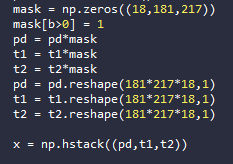 mask = np.zeros((18,181,217))
mask[b>0] = 1
pd = pd*mask
t1 = t1*mask
t2 = t2*mask
pd = pd.reshape(181*217*18,1)
t1 = t1.reshape(181*217*18,1)
t2 = t2.reshape(181*217*18,1)
x = np.hstack((pd,t1,t2))